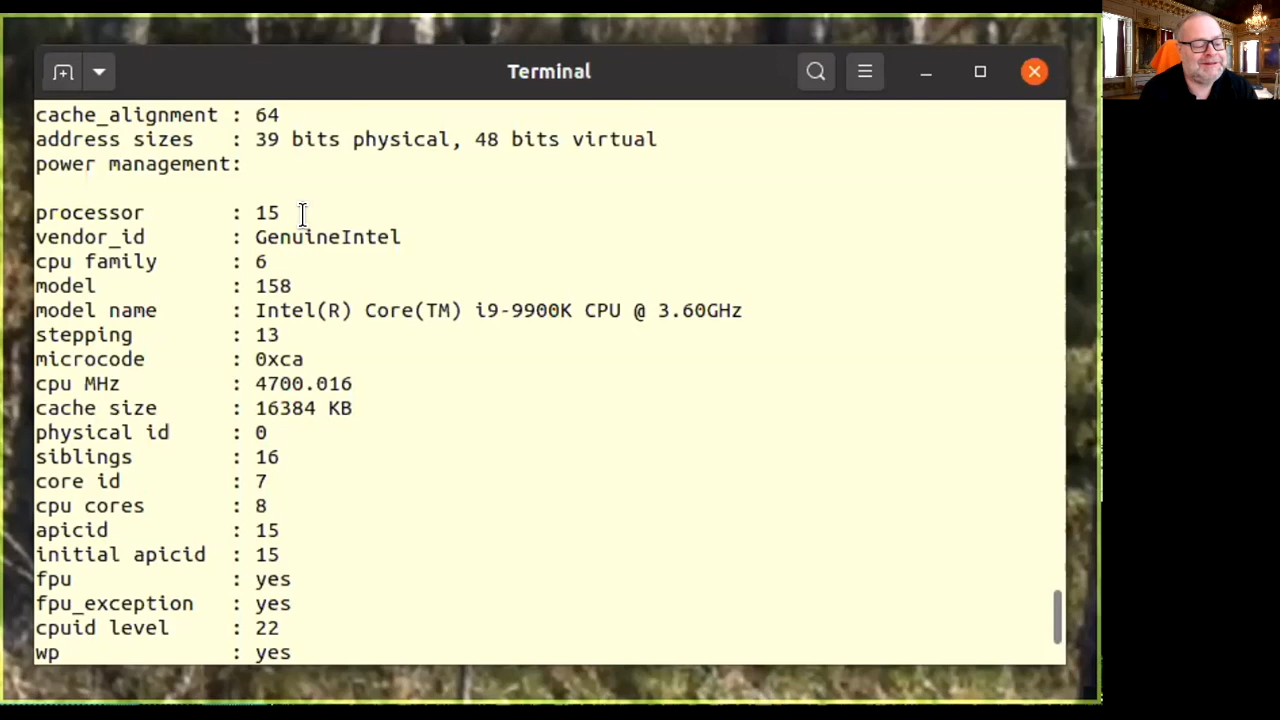 Terminal
cache_alignment : 64
address sizes : 39 bits physical, 48 bits virtual
power management:
processor : 15
vendor_id : GenuineIntel
cpu family : 6
model : 158
model name : Intel(R) Core(TM) i9-9900K CPU @ 3.60GHz
stepping : 13
microcode : 0xca
cpu MHz : 4700.016
cache size : 16384 KB
physical id : 0
siblings : 16
core id : 7
cpu cores : 8
apicid : 15
initial apicid : 15
fpu : yes
fpu_exception : yes
cpuid level : 22
wp : yes